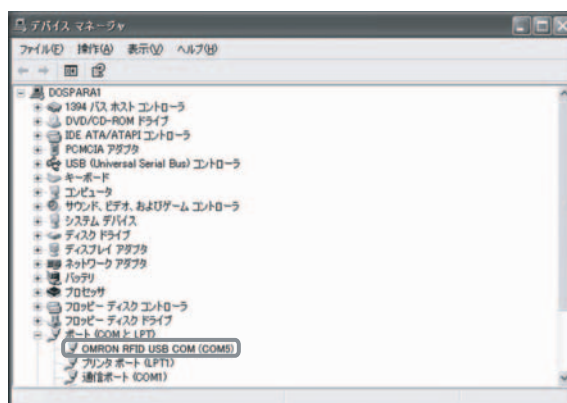 デバイス マネージャ
ファイル(F) 操作(A) 表示(V) ヘルプ(H)
DOSPARA1
1394 バス ホスト コントローラ
DVD/CD-ROM ドライブ
IDE ATA/ATAPI コントローラ
PCMCIA アダプタ
USB (Universal Serial Bus) コントローラ
キーボード
コンピュータ
サウンド、ビデオ、およびゲーム コントローラ
システム デバイス
ディスク ドライブ
ディスプレイ アダプタ
ネットワーク アダプタ
バッテリ
プロセッサ
フロッピー ディスク コントローラ
フロッピー ディスク ドライブ
ポート (COM と LPT)
OMRON RFID USB COM (COM5)
プリンタ ポート (LPT1)
通信ポート (COM1)